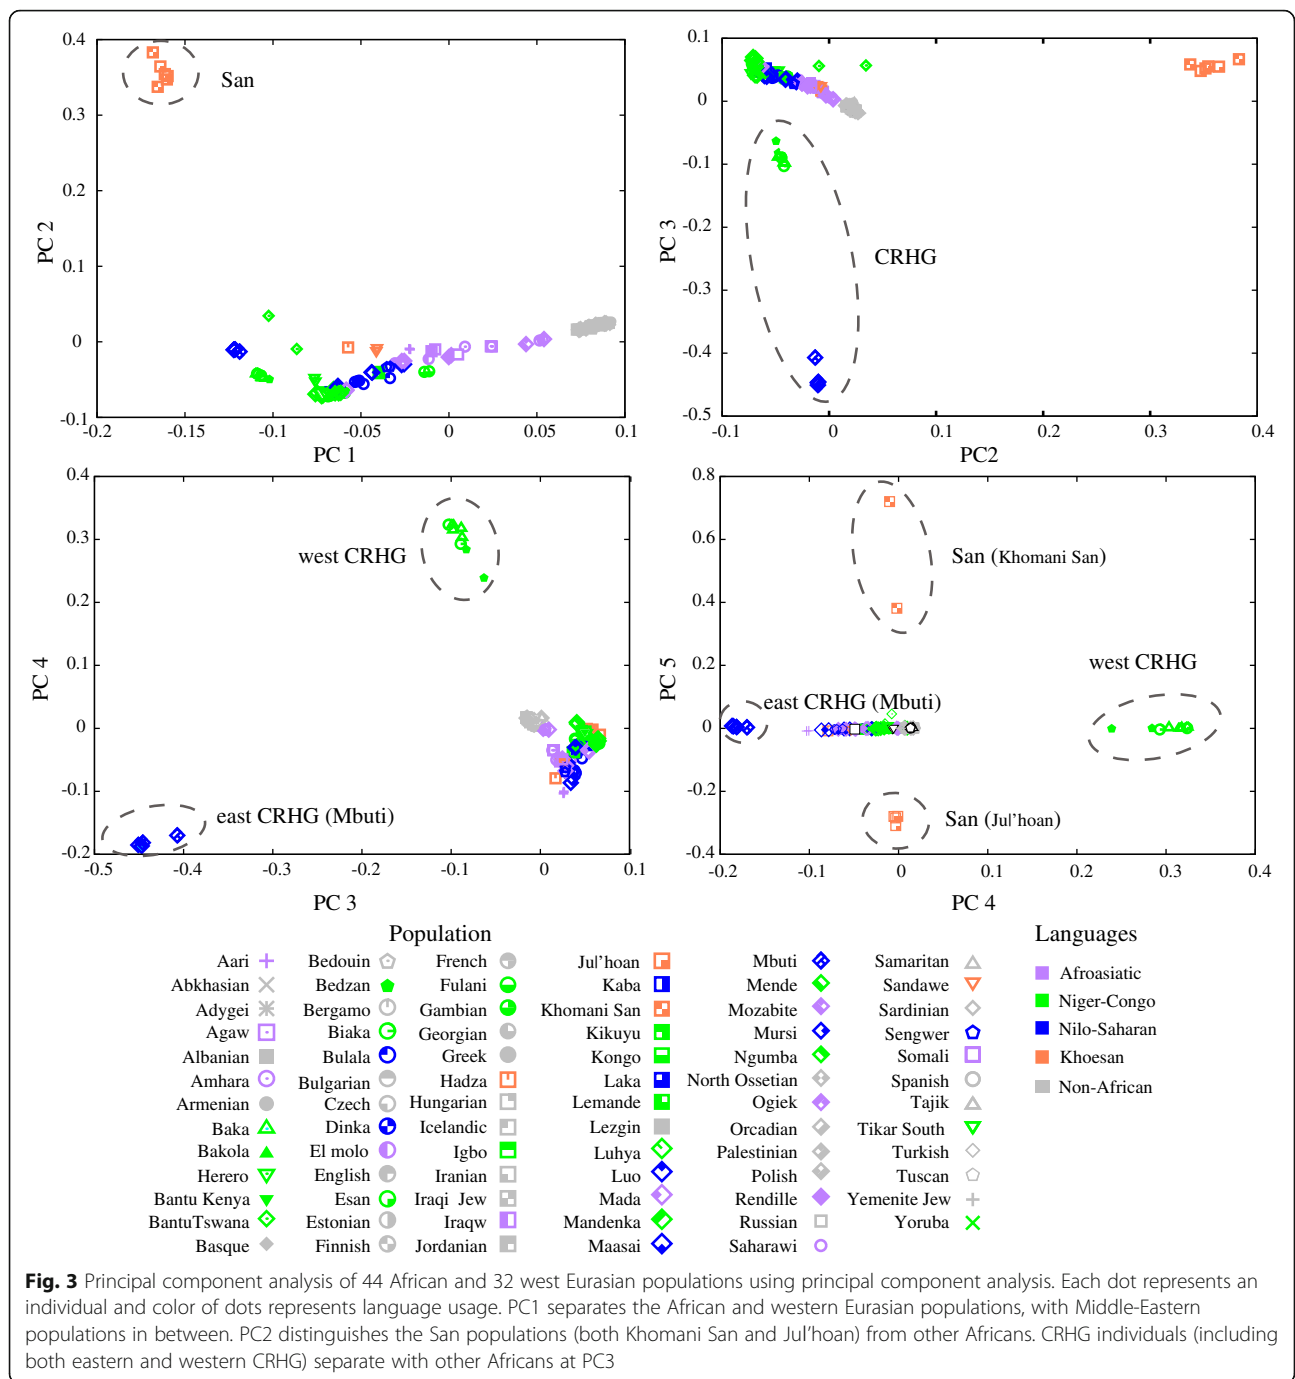 0.4
0.3
0.2
0.1
0
-0.1
-0.2
-0.15
-0.1
-0.05
0
0.05
0.1
PC 2
PC 1
San
0.1
0
-0.1
-0.2
-0.3
-0.4
-0.5
-0.1
0
0.1
0.2
0.3
0.4
PC 3
PC2
CRHG
0.4
0.3
0.2
0.1
0
-0.1
-0.2
-0.5
-0.4
-0.3
-0.2
-0.1
0
0.1
PC 4
PC 3
west CRHG
east CRHG (Mbuti)
0.8
0.6
0.4
0.2
0
-0.2
-0.4
-0.2
-0.1
0
0.1
0.2
0.3
0.4
PC 5
PC 4
San (Khomani San)
west CRHG
east CRHG (Mbuti)
San (Jul'hoan)
Population
Aari
Abkhasian
Adygei
Agaw
Albanian
Amhara
Armenian
Baka
Bakola
Herero
Bantu Kenya
BantuTswana
Basque
Bedouin
Bedzan
Bergamo
Biaka
Bulala
Bulgarian
Czech
Dinka
El molo
English
Esan
Estonian
Finnish
French
Fulani
Gambian
Georgian
Greek
Hadza
Hungarian
Icelandic
Igbo
Iranian
Iraqi Jew
Iraqw
Jordanian
Ju|'hoan
Kaba
Khomani San
Kikuyu
Kongo
Laka
Lemande
Lezgin
Luhya
Luo
Mada
Mandenka
Maasai
Mbuti
Mende
Mozabite
Mursi
Ngumba
North Ossetian
Ogiek
Orcadian
Palestinian
Polish
Rendille
Russian
Saharawi
Samaritan
Sandawe
Sardinian
Sengwer
Somali
Spanish
Tajik
Tikar South
Turkish
Tuscan
Yemenite Jew
Yoruba
Languages
Afroasiatic
Niger-Congo
Nilo-Saharan
Khoesan
Non-African
Fig. 3 Principal component analysis of 44 African and 32 west Eurasian populations using principal component analysis. Each dot represents an
individual and color of dots represents language usage. PC1 separates the African and western Eurasian populations, with Middle-Eastern
populations in between. PC2 distinguishes the San populations (both Khomani San and Jul'hoan) from other Africans. CRHG individuals (including
both eastern and western CRHG) separate with other Africans at PC3